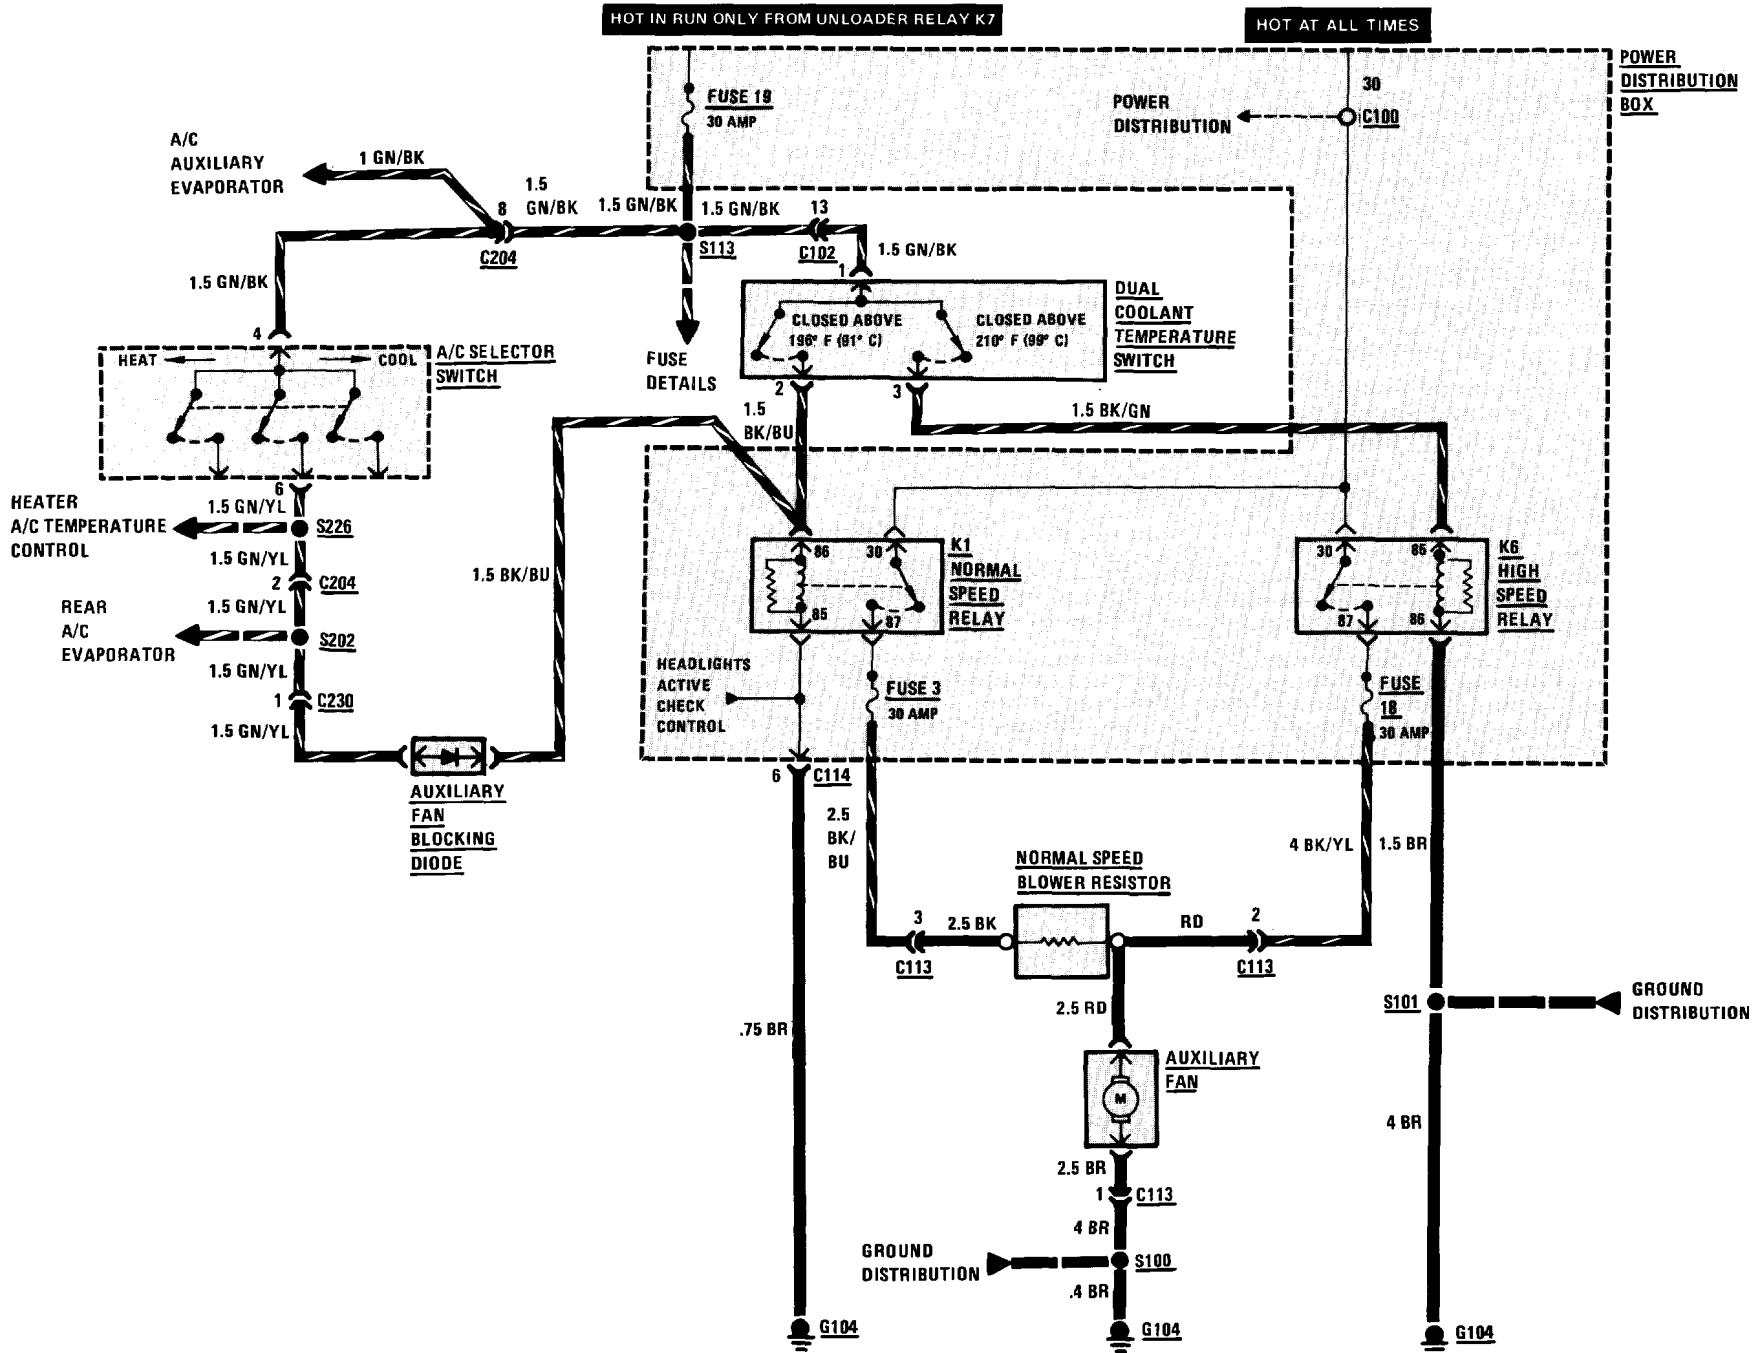 HOT IN RUN ONLY FROM UNLOADER RELAY K7
HOT AT ALL TIMES
POWER
DISTRIBUTION
BOX
30
C100
POWER
DISTRIBUTION
FUSE 19
30 AMP
A/C
AUXILIARY
EVAPORATOR
1 GN/BK
1.5
GN/BK
8
C204
1.5 GN/BK
1.5 GN/BK
S113
13
C102
1.5 GN/BK
1
1.5 GN/BK
4
HEAT
COOL
A/C SELECTOR
SWITCH
FUSE
DETAILS
CLOSED ABOVE
196° F (91° C)
CLOSED ABOVE
210° F (99° C)
DUAL
COOLANT
TEMPERATURE
SWITCH
2
3
1.5
BK/BU
1.5 BK/GN
6
1.5 GN/YL
HEATER
A/C TEMPERATURE
CONTROL
S226
1.5 GN/YL
2
C204
1.5 GN/YL
REAR
A/C
EVAPORATOR
S202
1.5 GN/YL
1
C230
1.5 GN/YL
1.5 BK/BU
AUXILIARY
FAN
BLOCKING
DIODE
86
30
85
87
K1
NORMAL
SPEED
RELAY
30
85
87
86
K6
HIGH
SPEED
RELAY
HEADLIGHTS
ACTIVE
CHECK
CONTROL
FUSE 3
30 AMP
FUSE
18
30 AMP
6
C114
2.5
BK/
BU
4 BK/YL
1.5 BR
NORMAL SPEED
BLOWER RESISTOR
3
C113
2.5 BK
RD
2
C113
.75 BR
2.5 RD
S101
GROUND
DISTRIBUTION
AUXILIARY
FAN
M
4 BR
2.5 BR
1
C113
4 BR
GROUND
DISTRIBUTION
S100
.4 BR
G104
G104
G104